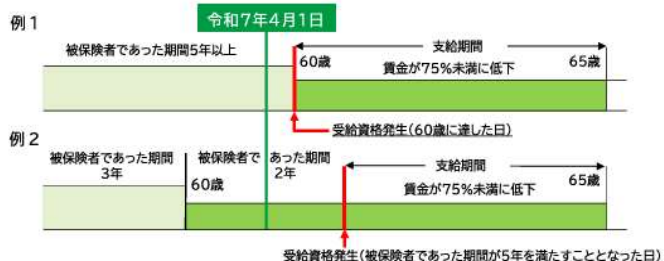 令和7年4月1日
例1
被保険者であった期間5年以上
60歳
支給期間
賃金が75%未満に低下
65歳
受給資格発生(60歳に達した日)
例2
被保険者であった期間
3年
被保険者であった期間
2年
60歳
支給期間
賃金が75%未満に低下
65歳
受給資格発生(被保険者であった期間が5年を満たすこととなった日)